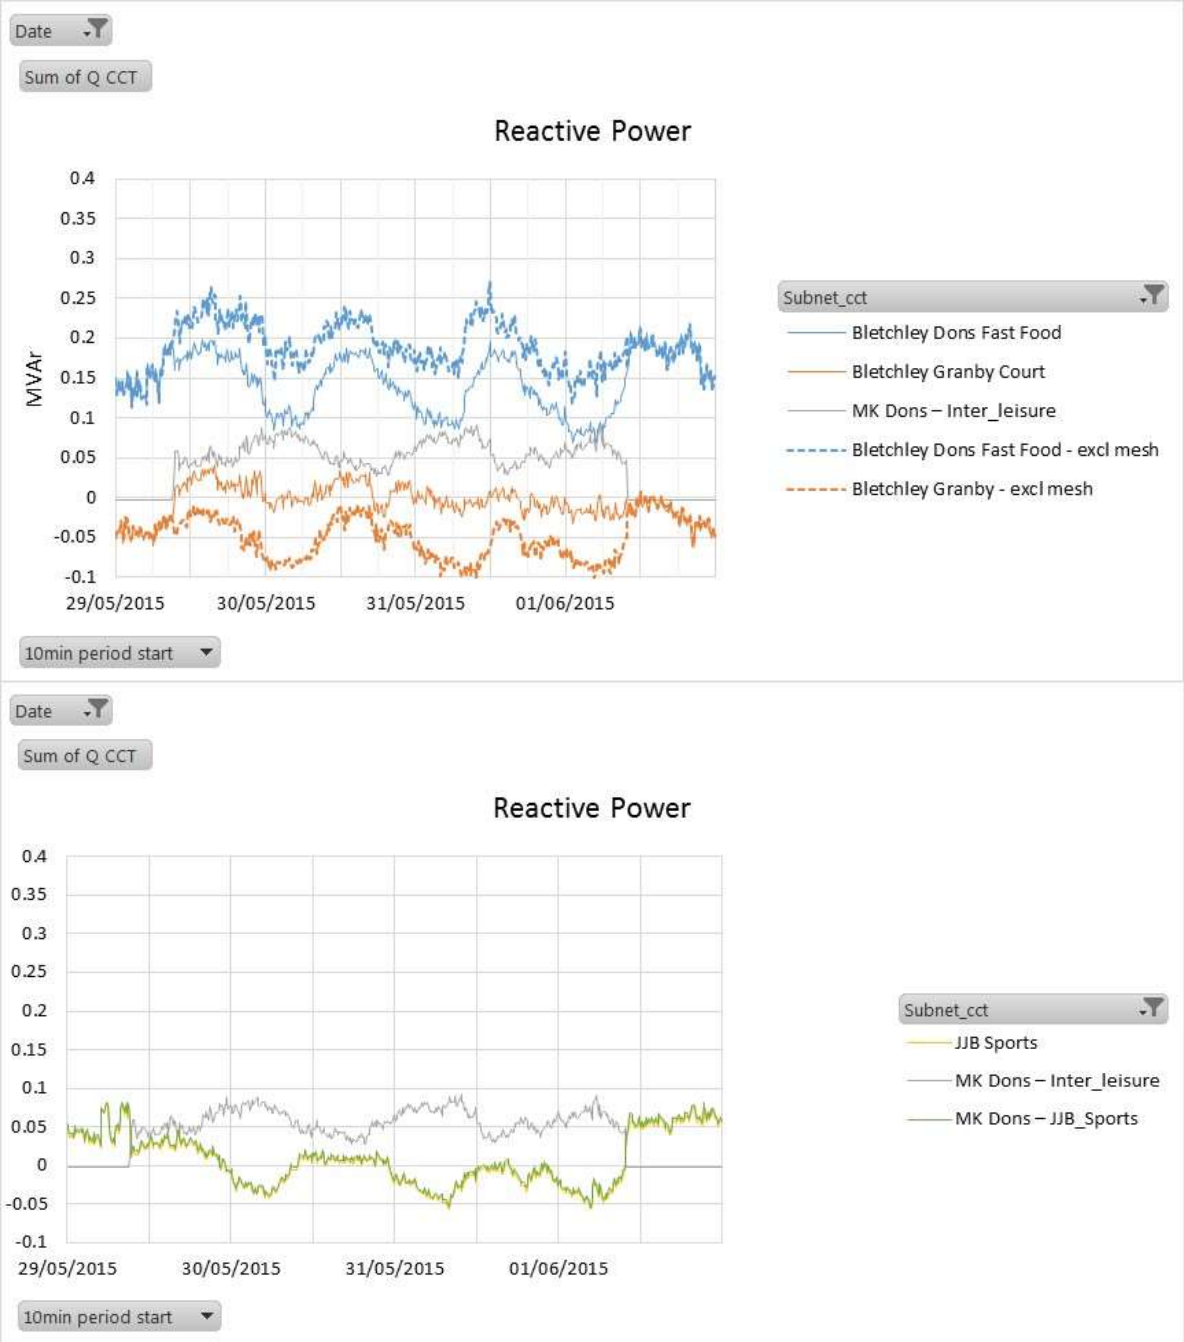 Date
Sum of Q CCT
Reactive Power
0.4
0.35
0.3
0.25
0.2
0.15
0.1
0.05
0
-0.05
-0.1
MVAr
29/05/2015 30/05/2015 31/05/2015 01/06/2015
Subnet_cct
Bletchley Dons Fast Food
Bletchley Granby Court
MK Dons – Inter_leisure
Bletchley Dons Fast Food - excl mesh
Bletchley Granby - excl mesh
10min period start
Date
Sum of Q CCT
Reactive Power
0.4
0.35
0.3
0.25
0.2
0.15
0.1
0.05
0
-0.05
-0.1
29/05/2015 30/05/2015 31/05/2015 01/06/2015
Subnet_cct
JJB Sports
MK Dons – Inter_leisure
MK Dons – JJB_Sports
10min period start